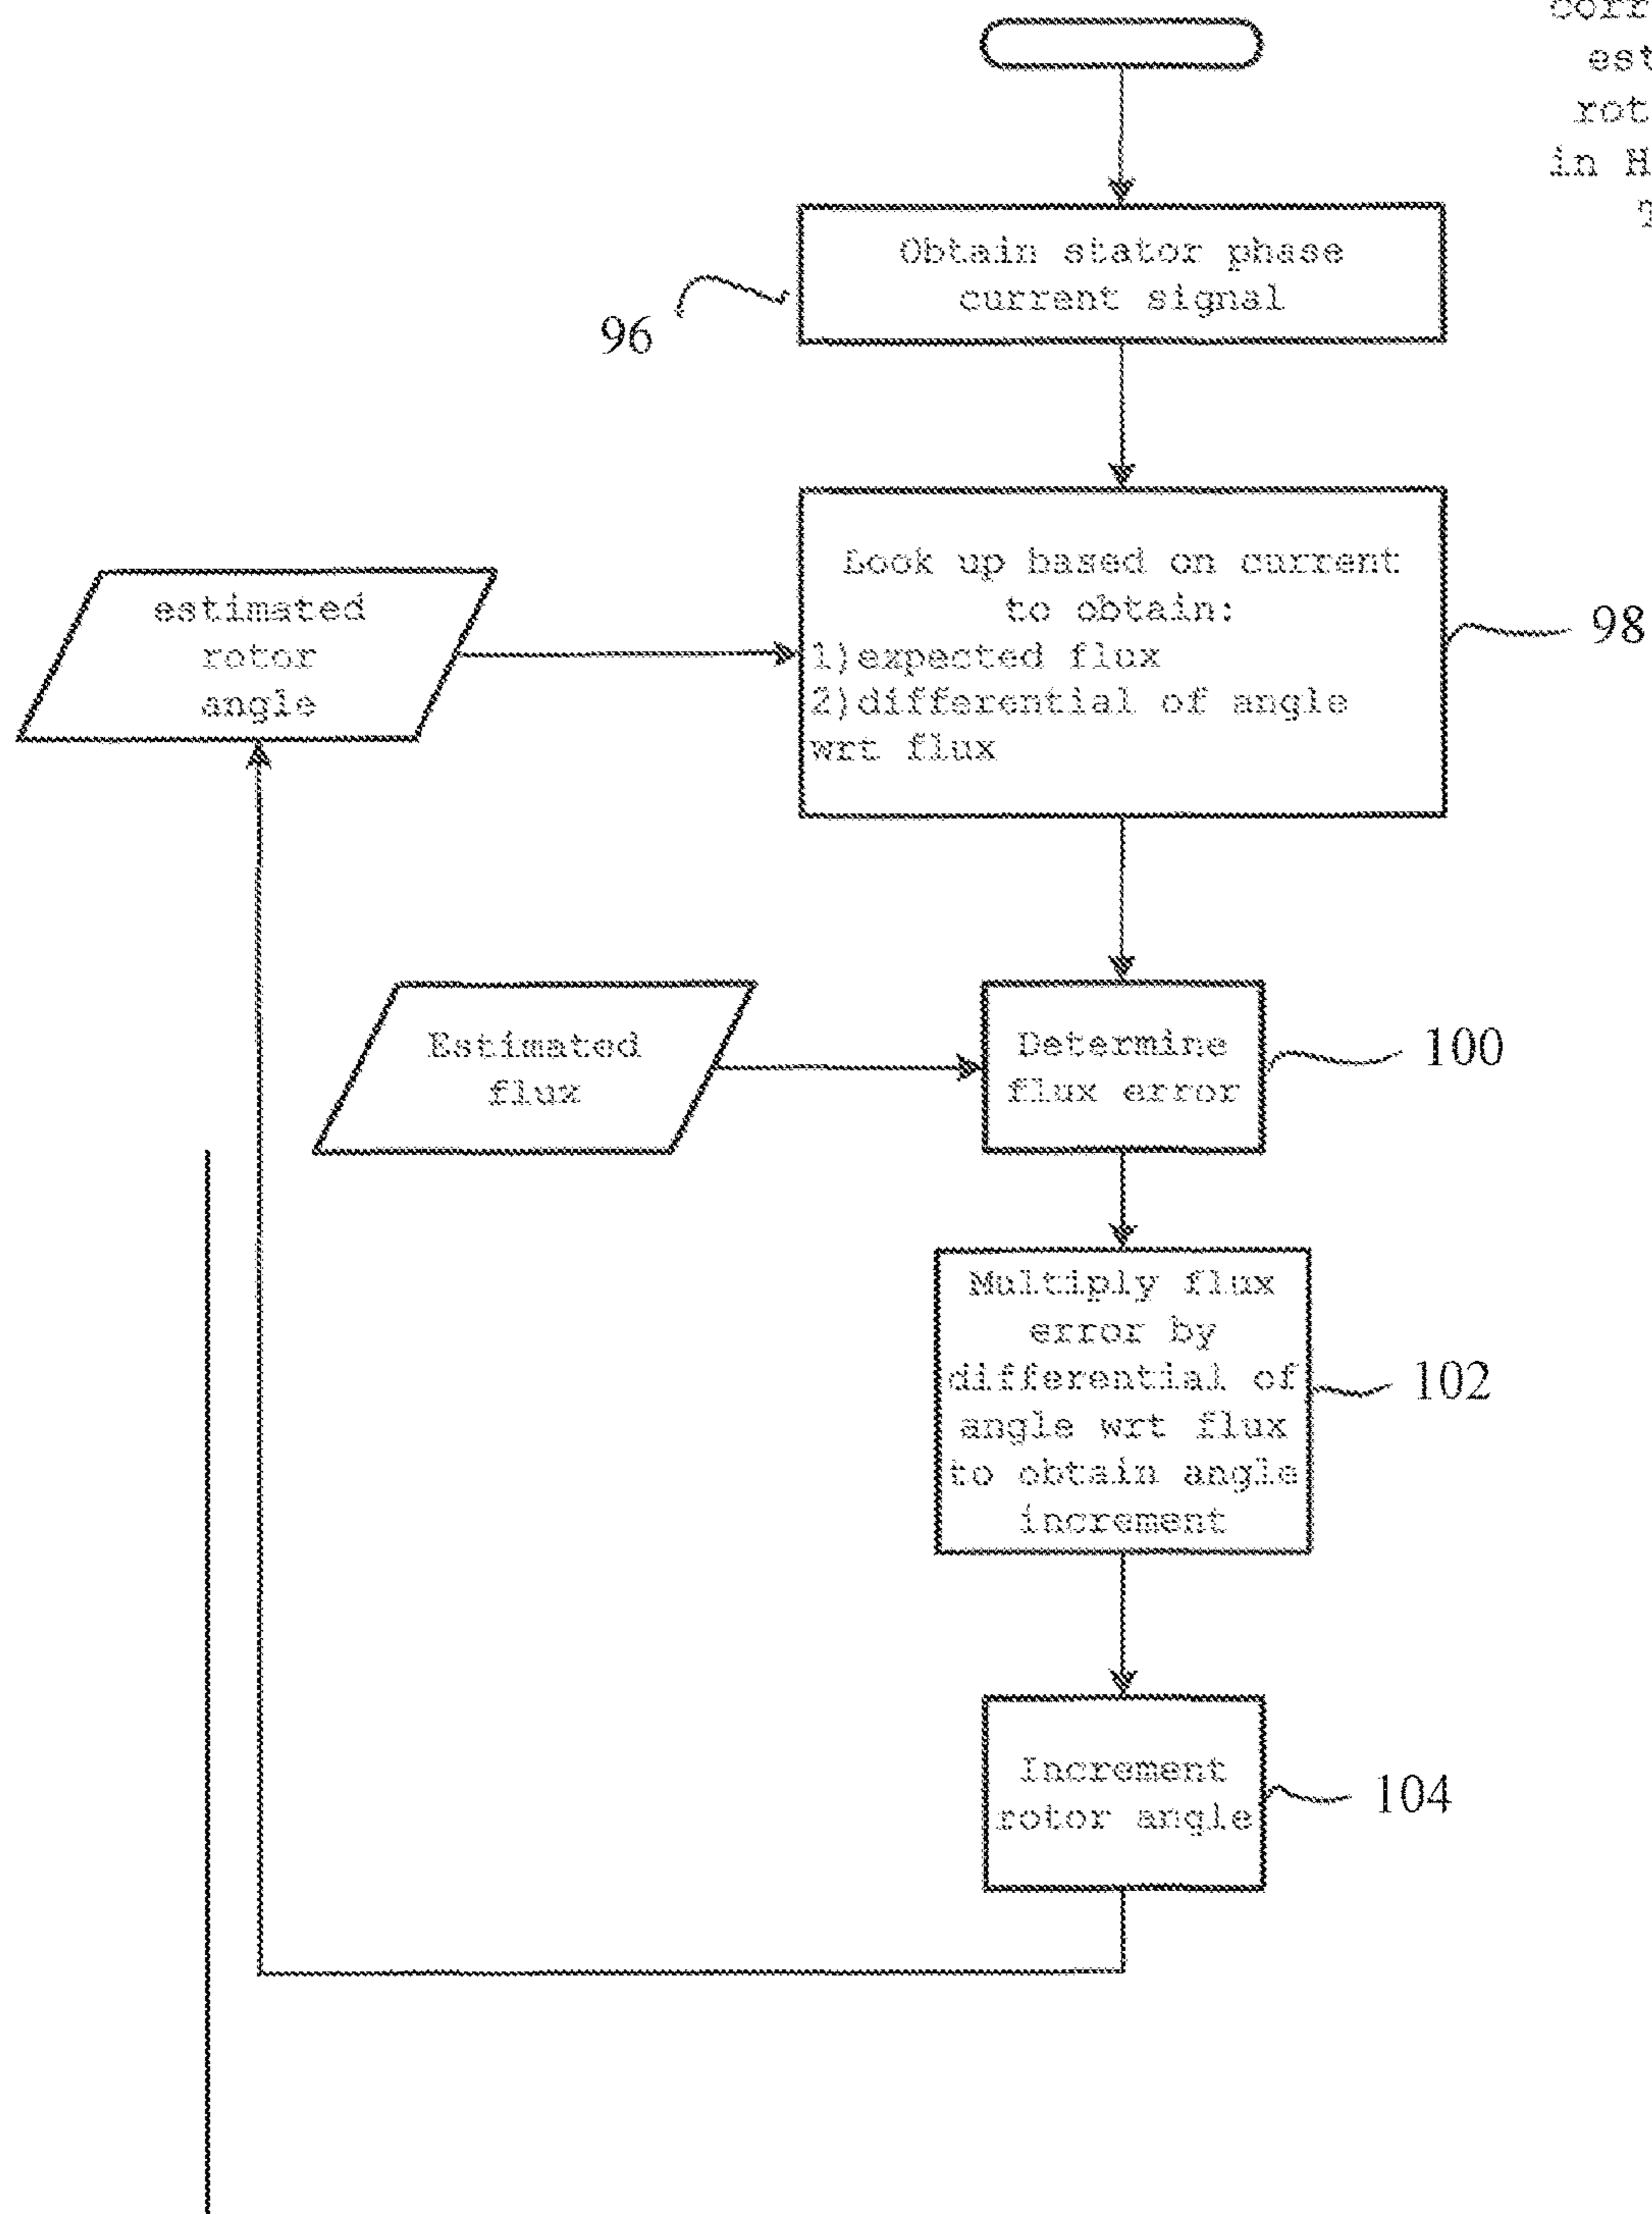 Obtain stator phase
current signal
96
Look up based on current
to obtain:
1)expected flux
2)differential of angle
wrt flux
98
estimated
rotor
angle
Estimated
flux
Determine
flux error
100
Multiply flux
error by
differential of
angle wrt flux
to obtain angle
increment
102
Increment
rotor angle
104
in